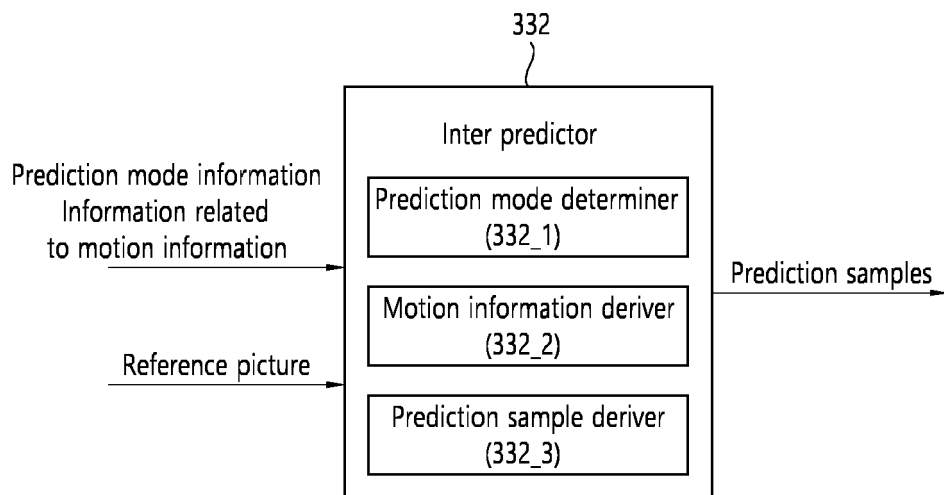 332
Inter predictor
Prediction mode information
Information related
to motion information
Reference picture
Prediction mode determiner
(332_1)
Motion information deriver
(332_2)
Prediction sample deriver
(332_3)
Prediction samples